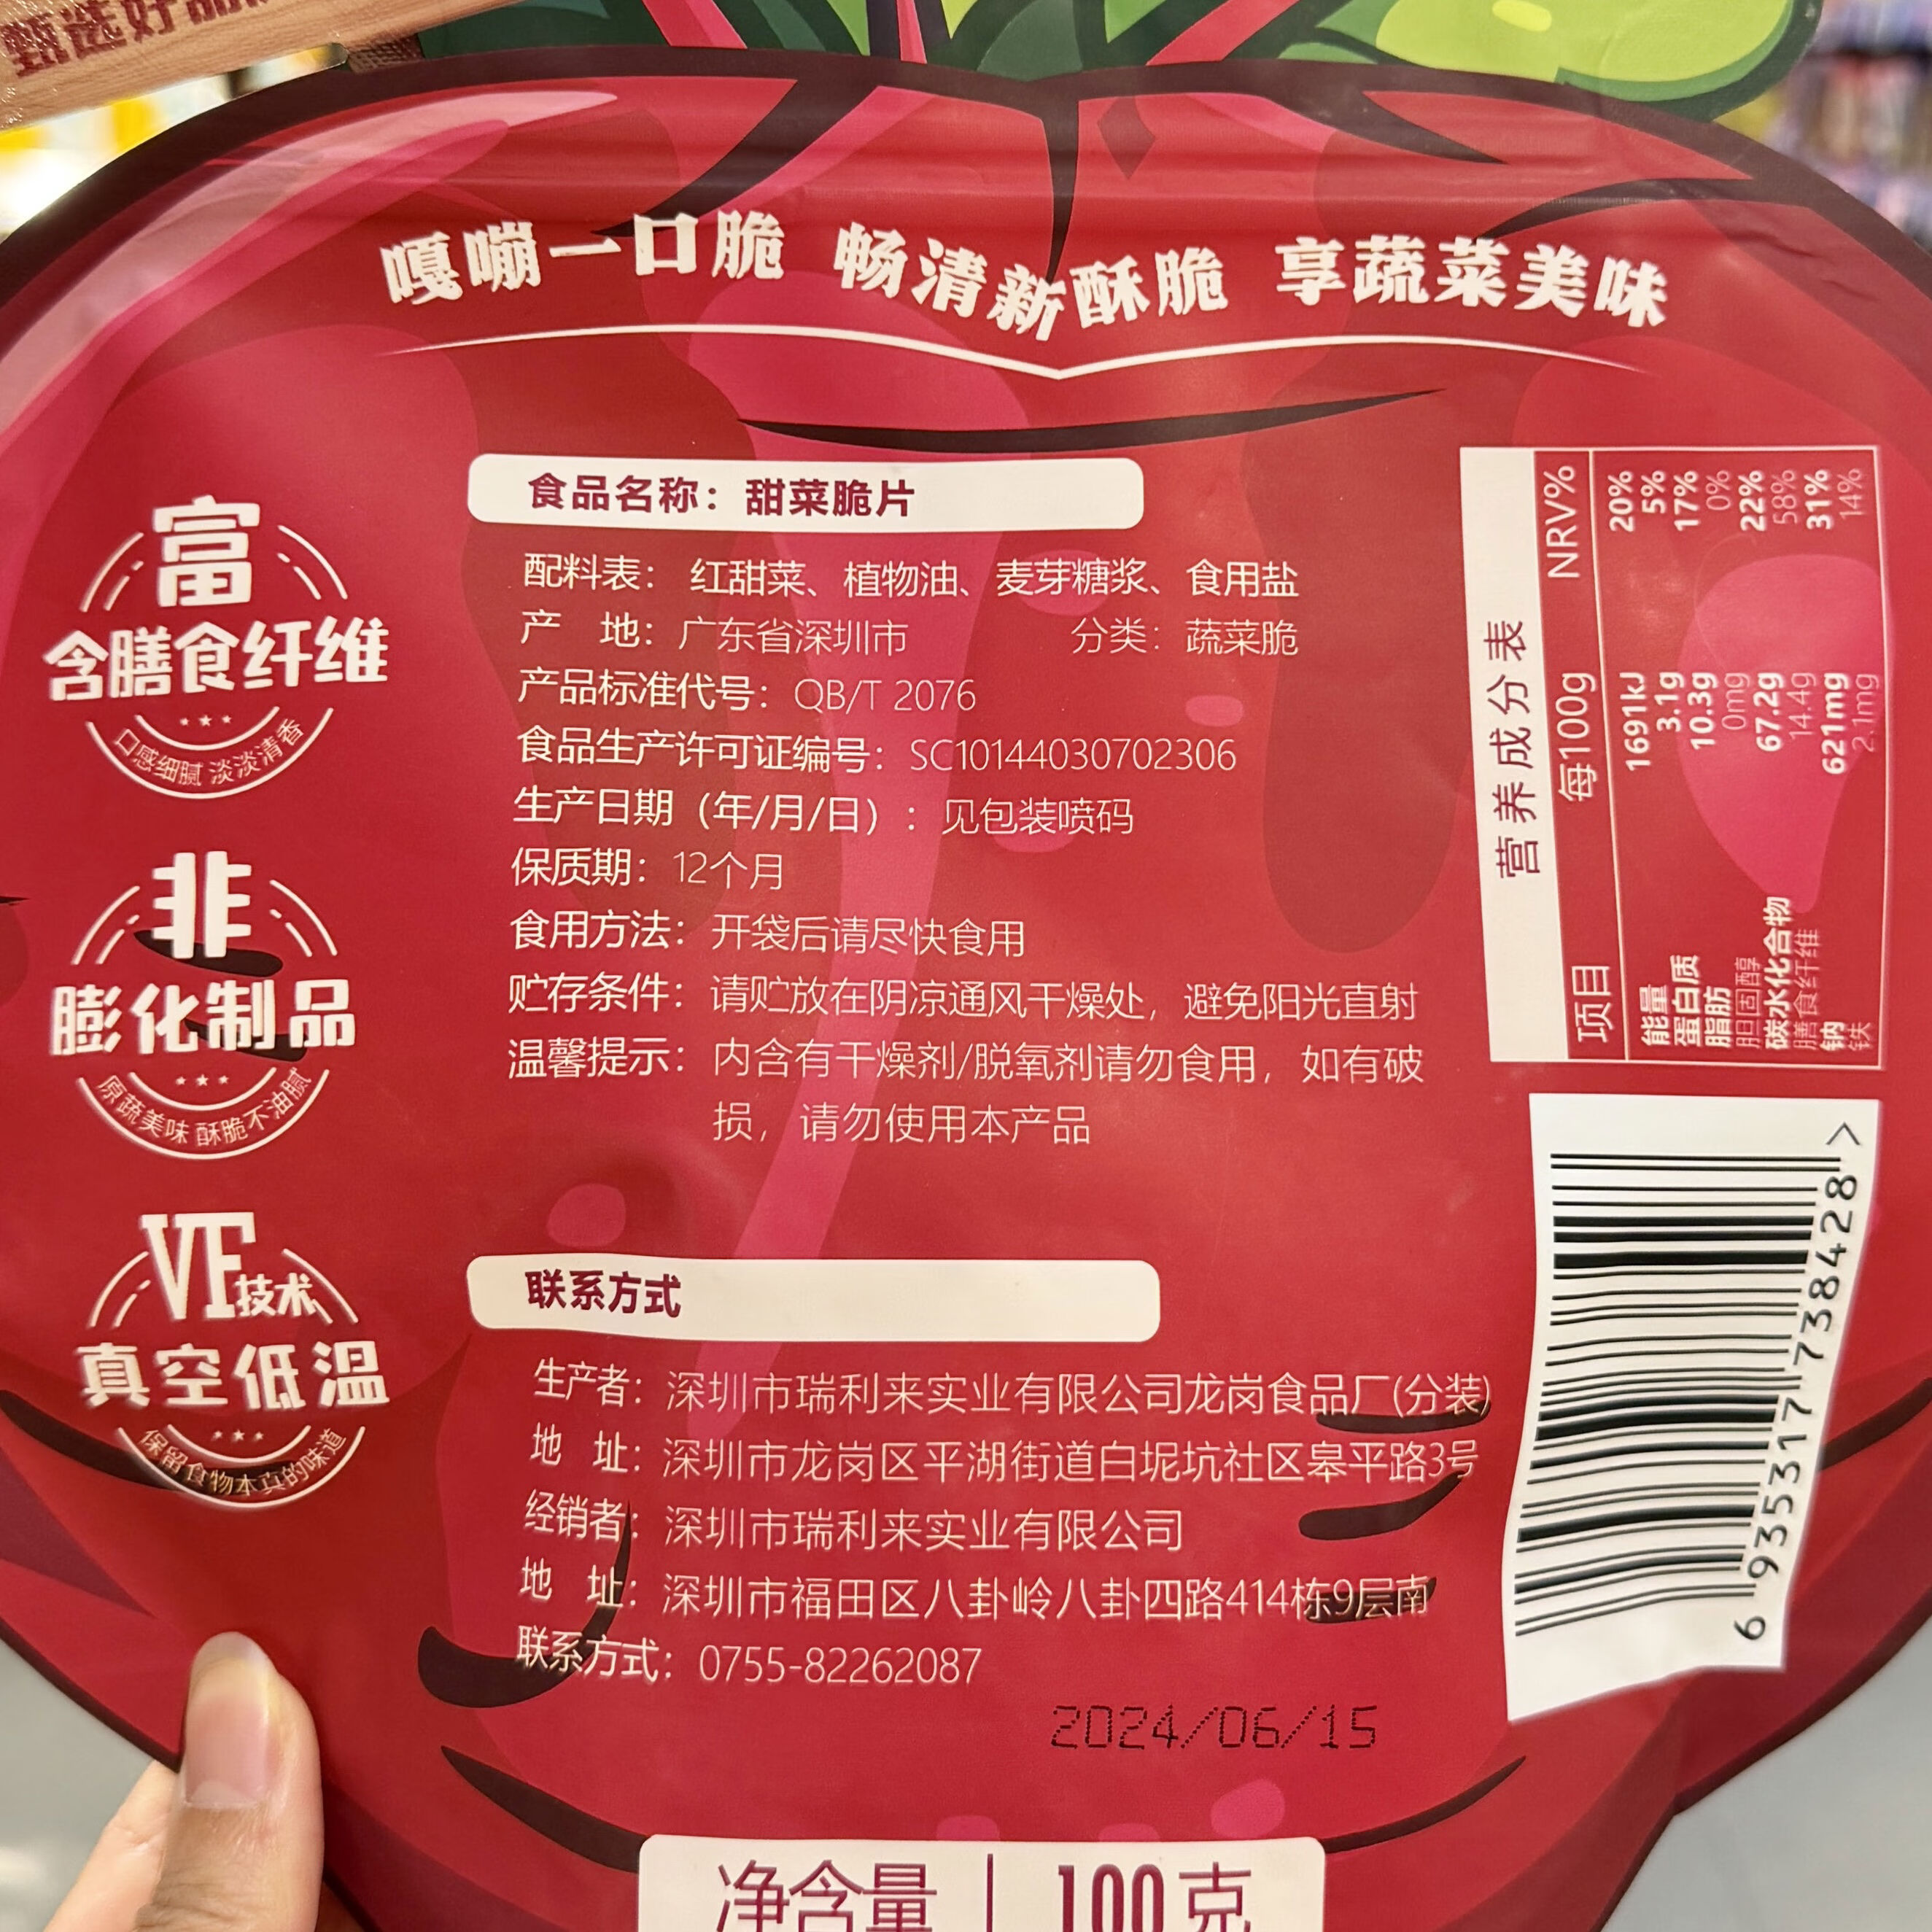 甄选好
嘎嘣一口脆 畅清新酥脆 享蔬菜美味
富
含膳食纤维
口感细腻 淡淡清香
非
膨化制品
原蔬美味 酥脆不油腻
VF技术
真空低温
保留食物本真的味道
食品名称：甜菜脆片
配料表：红甜菜、植物油、麦芽糖浆、食用盐
产 地：广东省深圳市 分类：蔬菜脆
产品标准代号：QB/T 2076
食品生产许可证编号：SC10144030702306
生产日期（年/月/日）：见包装喷码
保质期：12个月
食用方法：开袋后请尽快食用
贮存条件：请贮放在阴凉通风干燥处，避免阳光直射
温馨提示：内含有干燥剂/脱氧剂请勿食用，如有破
损，请勿使用本产品
联系方式
生产者：深圳市瑞利来实业有限公司龙岗食品厂(分装)
地 址：深圳市龙岗区平湖街道白坭坑社区皋平路3号
经销者：深圳市瑞利来实业有限公司
地 址：深圳市福田区八卦岭八卦四路414栋9层南
联系方式：0755-82262087
2024/06/15
净含量 | 100克
营养成分表
项目 每100g NRV%
能量 1691kJ 20%
蛋白质 3.1g 5%
脂肪 10.3g 17%
胆固醇 0mg 0%
碳水化合物 67.2g 22%
膳食纤维 14.4g 58%
钠 621mg 31%
铁 2.1mg 14%
6 935317 738428 >